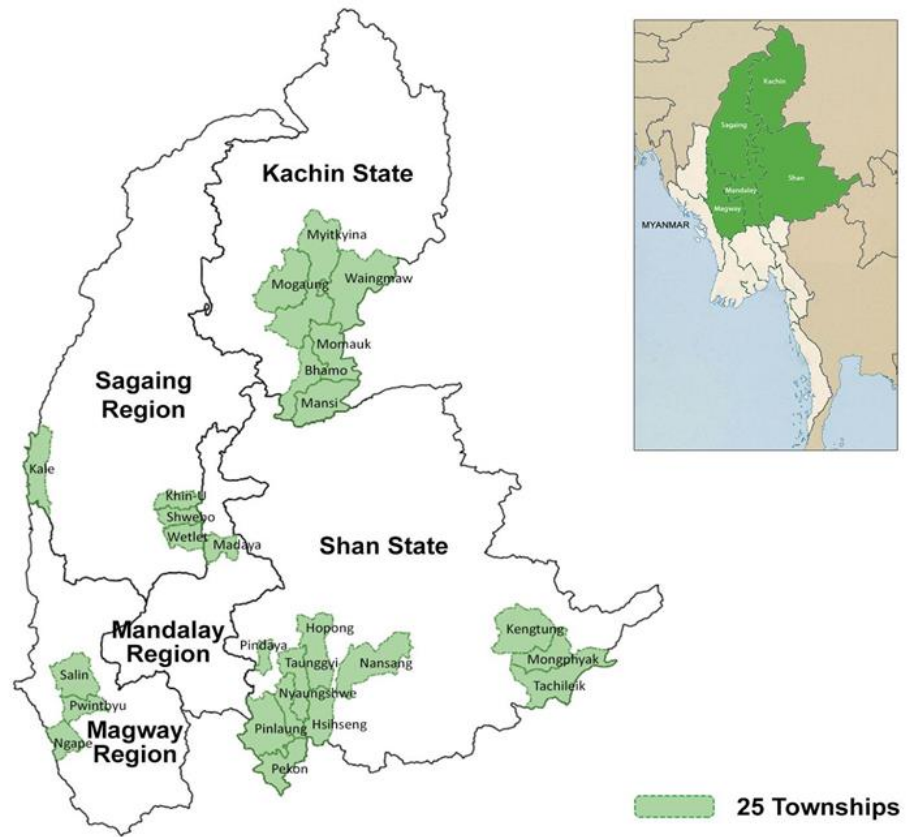 Kachin State
Myitkyina
Mogaung
Waingmaw
Momauk
Bhamo
Mansi
Sagaing
Region
Kale
Khin-U
Shwebo
Wetlet
Madaya
Shan State
Mandalay
Region
Hopong
Pindaya
Taunggyi
Nansang
Nyaungshwe
Pinlaung
Hsihseng
Pekon
Kengtung
Mongphyak
Tachileik
Salin
Pwintbyu
Ngape
Magway
Region
Kachin
Sagaing
Shan
Mandalay
Magway
MYANMAR
25 Townships